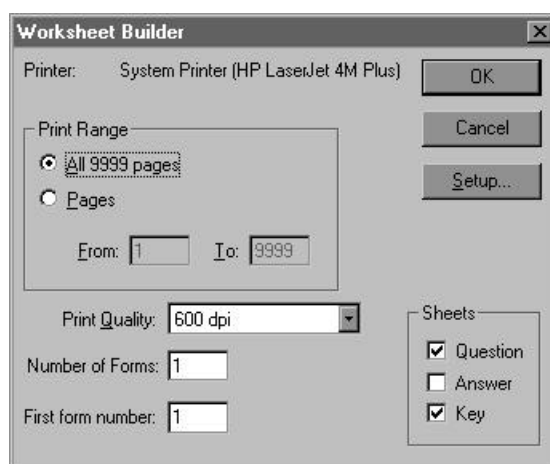 Worksheet Builder
Printer: System Printer (HP LaserJet 4M Plus)
OK
Print Range
Cancel
All 9999 pages
Pages
Setup...
From: 1 To: 9999
Print Quality: 600 dpi
Sheets
Question
Number of Forms: 1
Answer
Key
First form number: 1